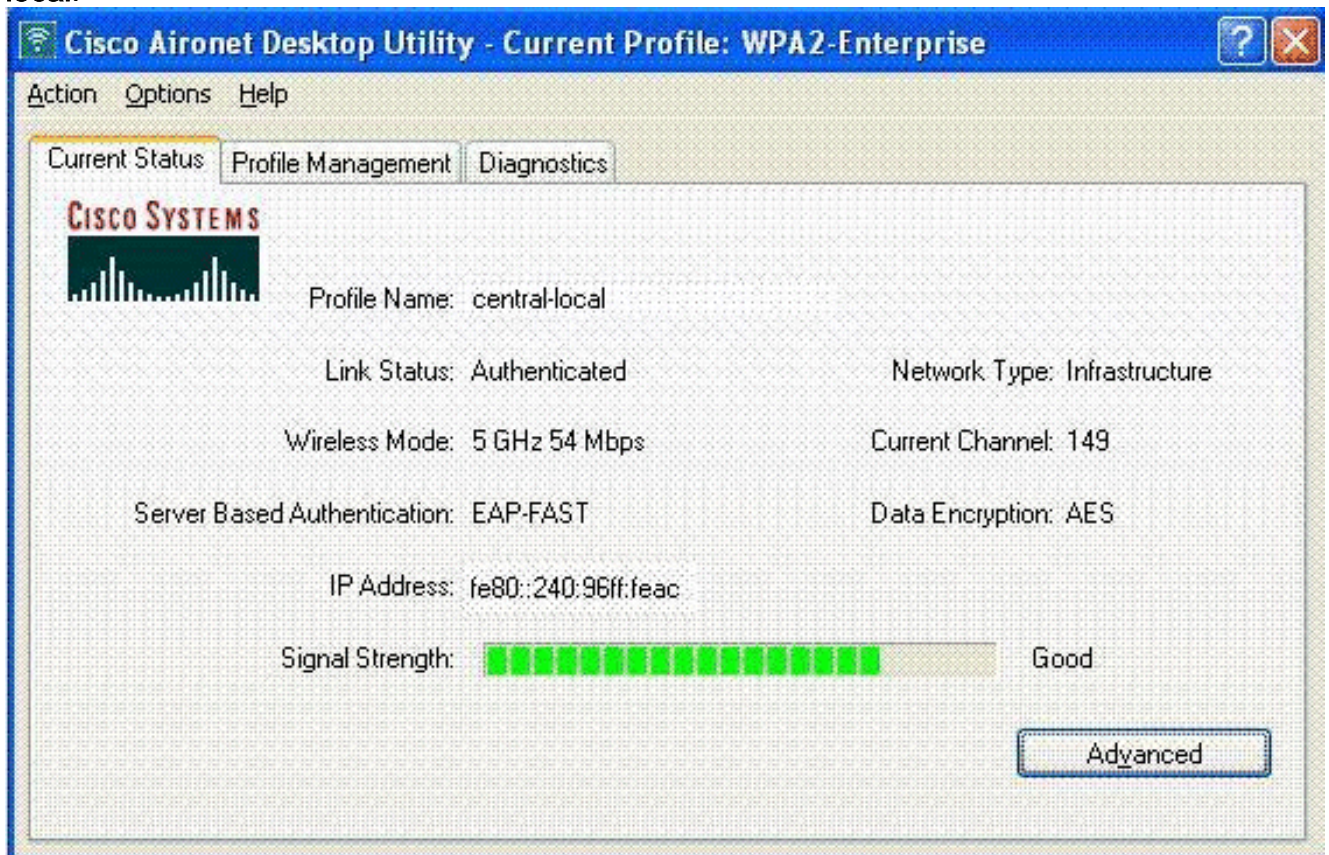 local.
Cisco Aironet Desktop Utility - Current Profile: WPA2-Enterprise
Action Options Help
Current Status Profile Management Diagnostics
CISCO SYSTEMS
Profile Name: central-local
Link Status: Authenticated Network Type: Infrastructure
Wireless Mode: 5 GHz 54 Mbps Current Channel: 149
Server Based Authentication: EAP-FAST Data Encryption: AES
IP Address: fe80::240:96ff:feac
Signal Strength: Good
Advanced